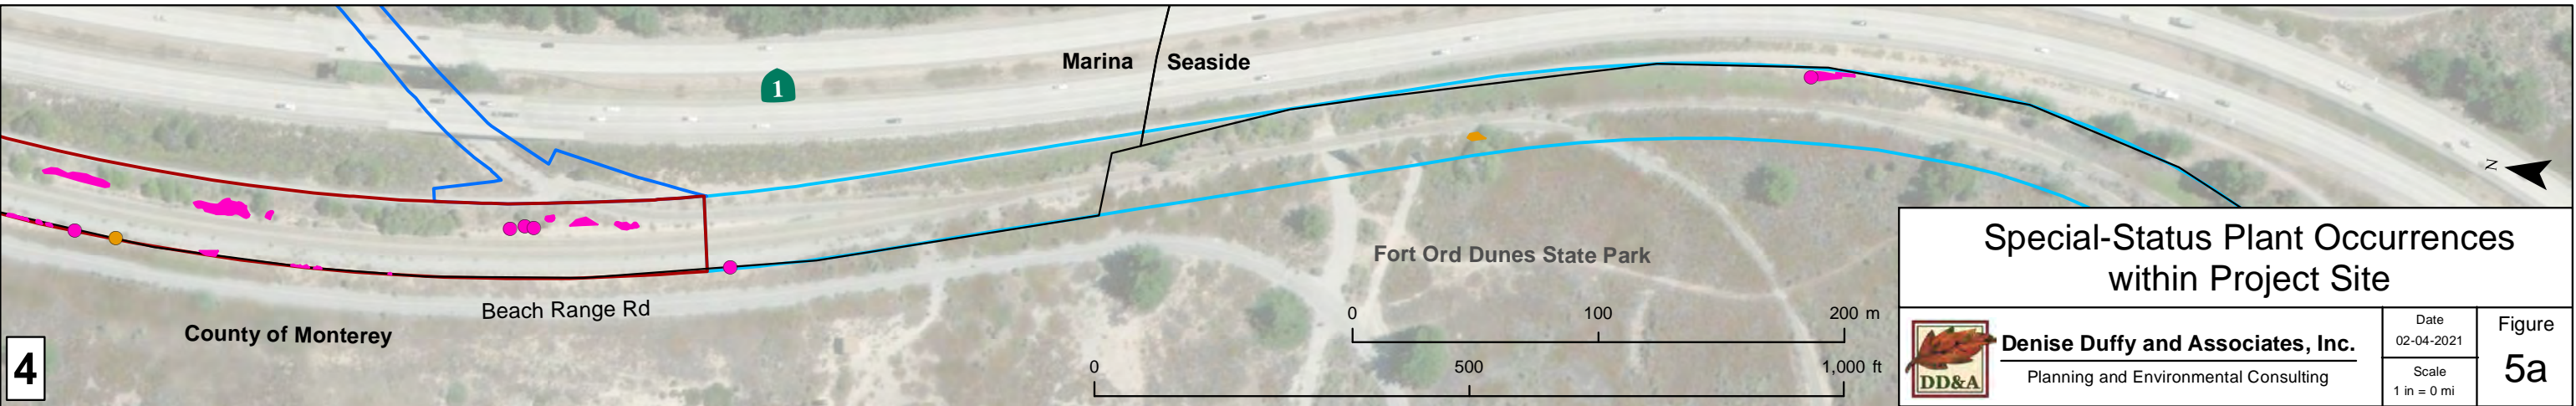 Marina Seaside
1
N
Fort Ord Dunes State Park
Beach Range Rd
County of Monterey
0 100 200 m
0 500 1,000 ft
4
Special-Status Plant Occurrences
within Project Site
DD&A
Denise Duffy and Associates, Inc.
Planning and Environmental Consulting
Date
02-04-2021
Scale
1 in = 0 mi
Figure
5a